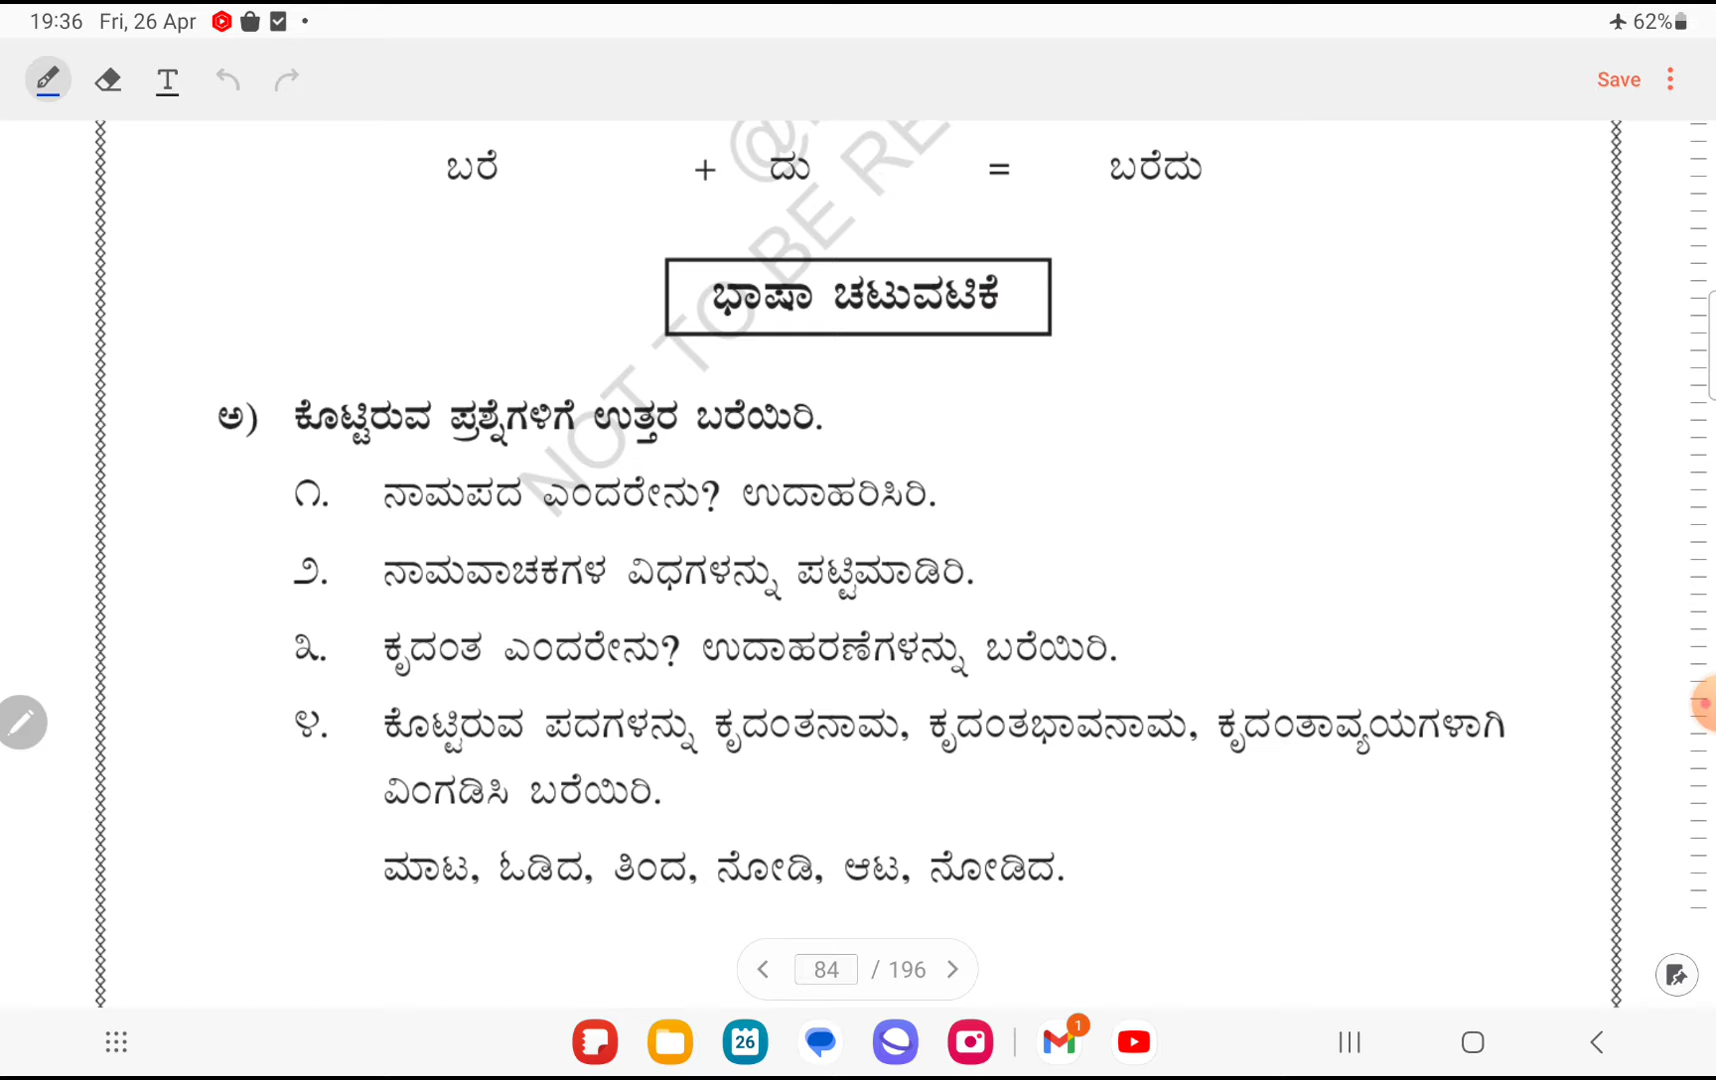 19:36 Fri, 26 Apr 62%
Save
ಬರೆ + ದು = ಬರೆದು
ಭಾಷಾ ಚಟುವಟಿಕೆ
ಅ) ಕೊಟ್ಟಿರುವ ಪ್ರಶ್ನೆಗಳಿಗೆ ಉತ್ತರ ಬರೆಯಿರಿ.
೧. ನಾಮಪದ ಎಂದರೇನು? ಉದಾಹರಿಸಿರಿ.
೨. ನಾಮವಾಚಕಗಳ ವಿಧಗಳನ್ನು ಪಟ್ಟಿಮಾಡಿರಿ.
೩. ಕೃದಂತ ಎಂದರೇನು? ಉದಾಹರಣೆಗಳನ್ನು ಬರೆಯಿರಿ.
೪. ಕೊಟ್ಟಿರುವ ಪದಗಳನ್ನು ಕೃದಂತನಾಮ, ಕೃದಂತಭಾವನಾಮ, ಕೃದಂತಾವ್ಯಯಗಳಾಗಿ
ವಿಂಗಡಿಸಿ ಬರೆಯಿರಿ.
ಮಾಟ, ಓಡಿದ, ತಿಂದ, ನೋಡಿ, ಆಟ, ನೋಡಿದ.
NOT TO BE RE
84 / 196
26
1